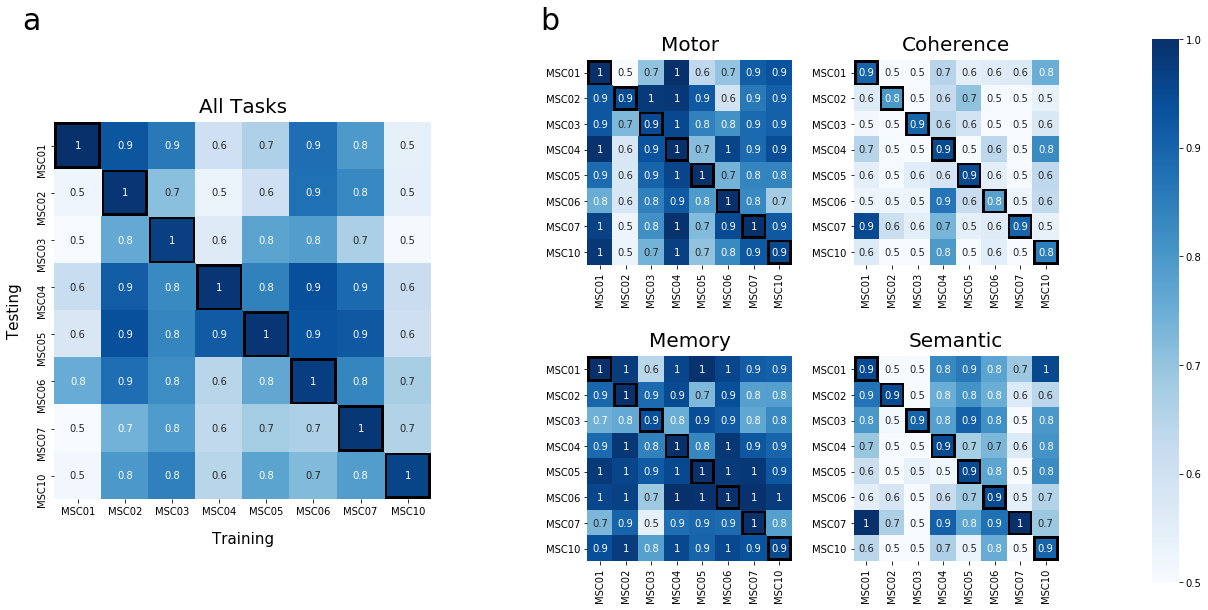 a
All Tasks
Testing
MSC01 1 0.9 0.9 0.6 0.7 0.9 0.8 0.5
MSC02 0.5 1 0.7 0.5 0.6 0.9 0.8 0.5
MSC03 0.5 0.8 1 0.6 0.8 0.8 0.7 0.5
MSC04 0.6 0.9 0.8 1 0.8 0.9 0.9 0.6
MSC05 0.6 0.9 0.8 0.9 1 0.9 0.9 0.6
MSC06 0.8 0.9 0.8 0.6 0.8 1 0.8 0.7
MSC07 0.5 0.7 0.8 0.6 0.7 0.7 1 0.7
MSC10 0.5 0.8 0.8 0.6 0.8 0.7 0.8 1
MSC01 MSC02 MSC03 MSC04 MSC05 MSC06 MSC07 MSC10
Training
b
Motor
MSC01 1 0.5 0.7 1 0.6 0.7 0.9 0.9
MSC02 0.9 0.9 1 1 0.9 0.6 0.9 0.9
MSC03 0.9 0.7 0.9 1 0.8 0.8 0.9 0.9
MSC04 1 0.6 0.9 1 0.7 1 0.9 0.9
MSC05 0.9 0.6 0.9 1 1 0.7 0.8 0.8
MSC06 0.8 0.6 0.8 0.9 0.8 1 0.8 0.7
MSC07 1 0.5 0.8 1 0.7 0.9 1 0.9
MSC10 1 0.5 0.7 1 0.7 0.8 0.9 0.9
MSC01 MSC02 MSC03 MSC04 MSC05 MSC06 MSC07 MSC10
Coherence
MSC01 0.9 0.5 0.5 0.7 0.6 0.6 0.6 0.8
MSC02 0.6 0.8 0.5 0.6 0.7 0.5 0.5 0.5
MSC03 0.5 0.5 0.9 0.6 0.6 0.5 0.5 0.6
MSC04 0.7 0.5 0.5 0.9 0.5 0.6 0.5 0.8
MSC05 0.6 0.5 0.6 0.6 0.9 0.5 0.5 0.6
MSC06 0.5 0.5 0.5 0.9 0.6 0.8 0.5 0.6
MSC07 0.9 0.6 0.6 0.7 0.5 0.6 0.9 0.5
MSC10 0.6 0.5 0.5 0.8 0.5 0.6 0.5 0.8
MSC01 MSC02 MSC03 MSC04 MSC05 MSC06 MSC07 MSC10
Memory
MSC01 1 1 0.6 1 1 1 0.9 0.9
MSC02 0.9 1 0.9 0.9 0.7 0.9 0.8 0.8
MSC03 0.7 0.8 0.9 0.8 0.9 0.9 0.8 0.8
MSC04 0.9 1 0.8 1 0.8 1 0.9 0.9
MSC05 1 1 0.9 1 1 1 1 0.9
MSC06 1 1 0.7 1 1 1 1 1
MSC07 0.7 0.9 0.5 0.9 0.9 0.9 1 0.8
MSC10 0.9 1 0.8 1 0.9 1 1 0.9
MSC01 MSC02 MSC03 MSC04 MSC05 MSC06 MSC07 MSC10
Semantic
MSC01 0.9 0.5 0.5 0.8 0.9 0.8 0.7 1
MSC02 0.9 0.9 0.5 0.8 0.8 0.8 0.6 0.6
MSC03 0.8 0.5 0.9 0.8 0.9 0.8 0.5 0.8
MSC04 0.7 0.5 0.5 0.9 0.7 0.7 0.6 0.8
MSC05 0.6 0.5 0.5 0.5 0.9 0.8 0.5 0.8
MSC06 0.6 0.6 0.5 0.6 0.7 0.9 0.5 0.7
MSC07 1 0.7 0.5 0.9 0.8 0.9 1 0.7
MSC10 0.6 0.5 0.5 0.7 0.5 0.8 0.5 0.9
MSC01 MSC02 MSC03 MSC04 MSC05 MSC06 MSC07 MSC10
1.0
0.9
0.8
0.7
0.6
0.5